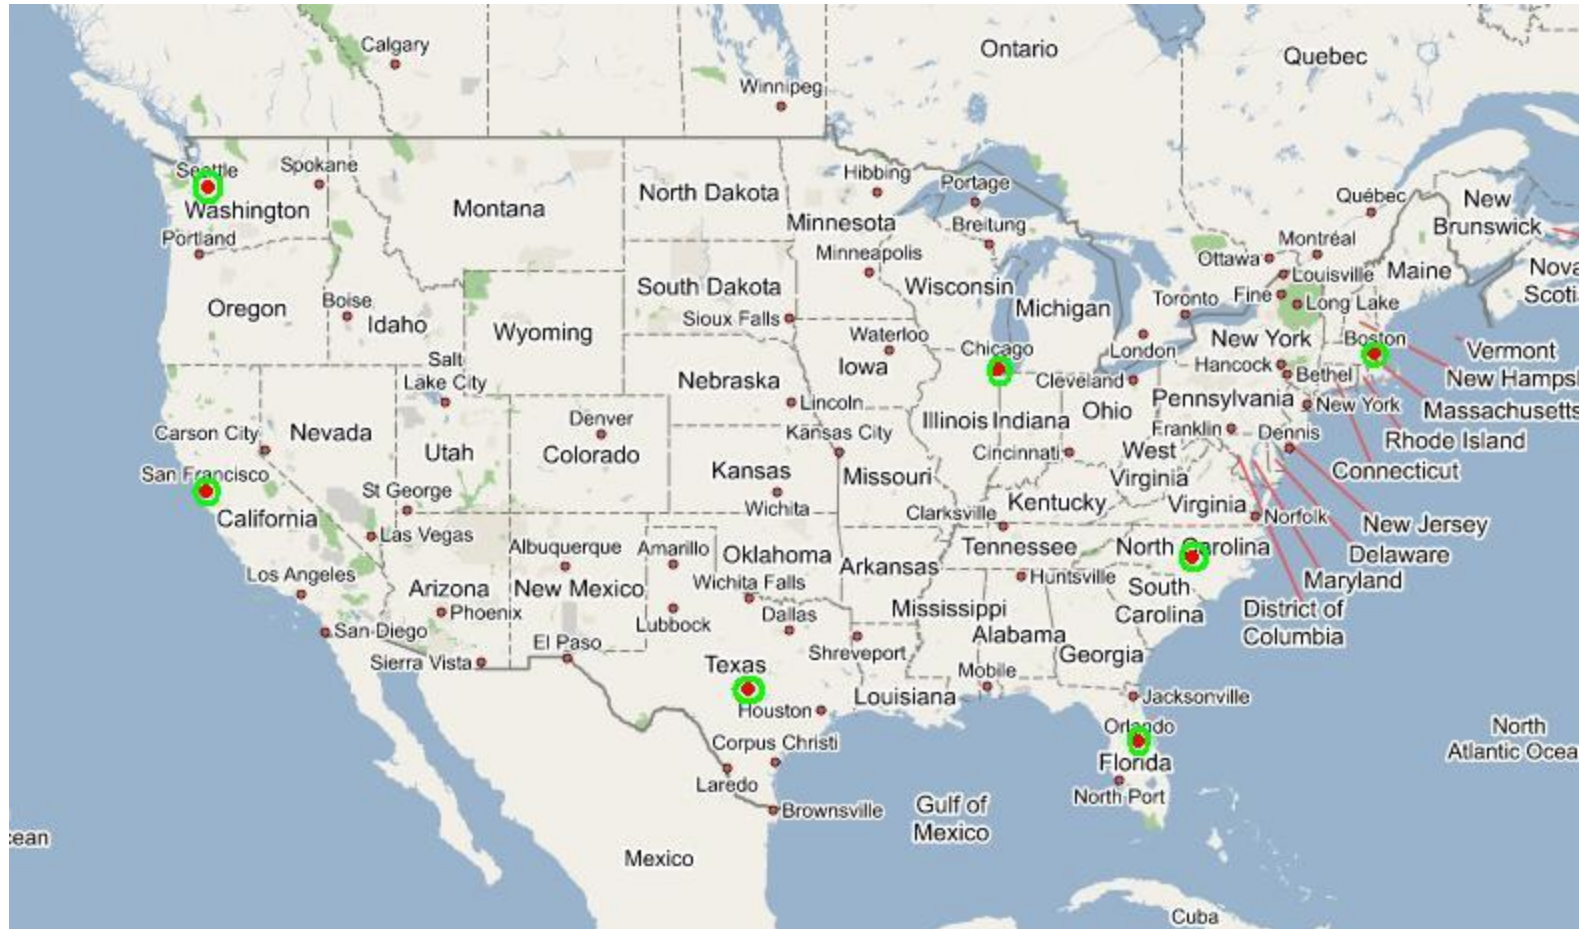 Calgary
Ontario
Quebec
Winnipeg
Seattle
Spokane
Washington
Montana
North Dakota
Hibbing
Portage
Minnesota
Breitung
Québec
New
Brunswick
Portland
Minneapolis
Montréal
Ottawa
Louisville
Maine
Nova
Scoti
Oregon
Boise
Idaho
Wyoming
South Dakota
Sioux Falls
Wisconsin
Michigan
Toronto
Fine
Long Lake
Waterloo
Iowa
Chicago
London
New York
Boston
Vermont
New Hampsh
Salt
Lake City
Nebraska
Lincoln
Cleveland
Hancock
Bethel
Pennsylvania
New York
Massachusetts
Carson City
Nevada
Utah
Denver
Colorado
Kansas City
Illinois
Indiana
Ohio
Franklin
Dennis
Rhode Island
Connecticut
San Francisco
California
St George
Kansas
Wichita
Missouri
Cincinnati
West
Virginia
Kentucky
Virginia
Clarksville
Norfolk
New Jersey
Las Vegas
Albuquerque
Amarillo
Oklahoma
Arkansas
Tennessee
North Carolina
Delaware
Los Angeles
Arizona
New Mexico
Wichita Falls
Huntsville
South
Carolina
Maryland
Phoenix
Lubbock
Dallas
Mississippi
District of
Columbia
San Diego
El Paso
Shreveport
Alabama
Georgia
Sierra Vista
Texas
Mobile
Louisiana
Jacksonville
Houston
Orlando
North
Atlantic Ocea
Corpus Christi
Florida
Laredo
North Port
Brownsville
Gulf of
Mexico
cean
Mexico
Cuba